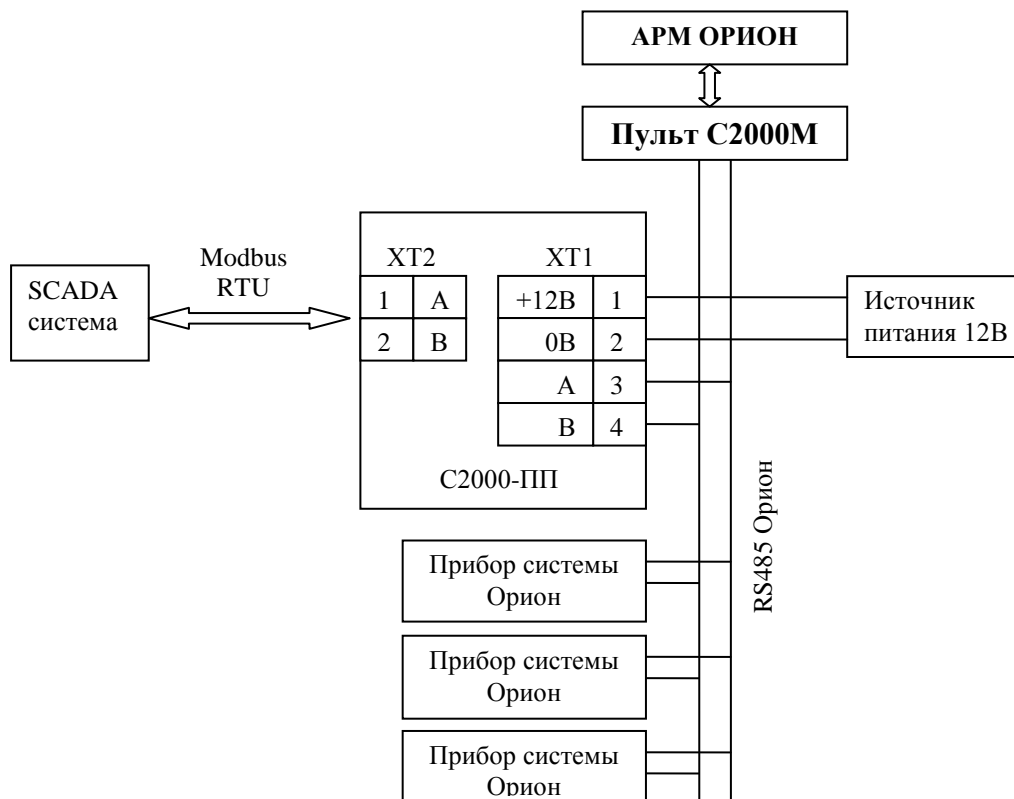 АРМ ОРИОН
Пульт С2000М
Modbus
RTU
SCADA
система
XT2
XT1
1
A
2
B
+12В
1
0В
2
A
3
B
4
С2000-ПП
Источник
питания 12В
RS485 Орион
Прибор системы
Орион
Прибор системы
Орион
Прибор системы
Орион